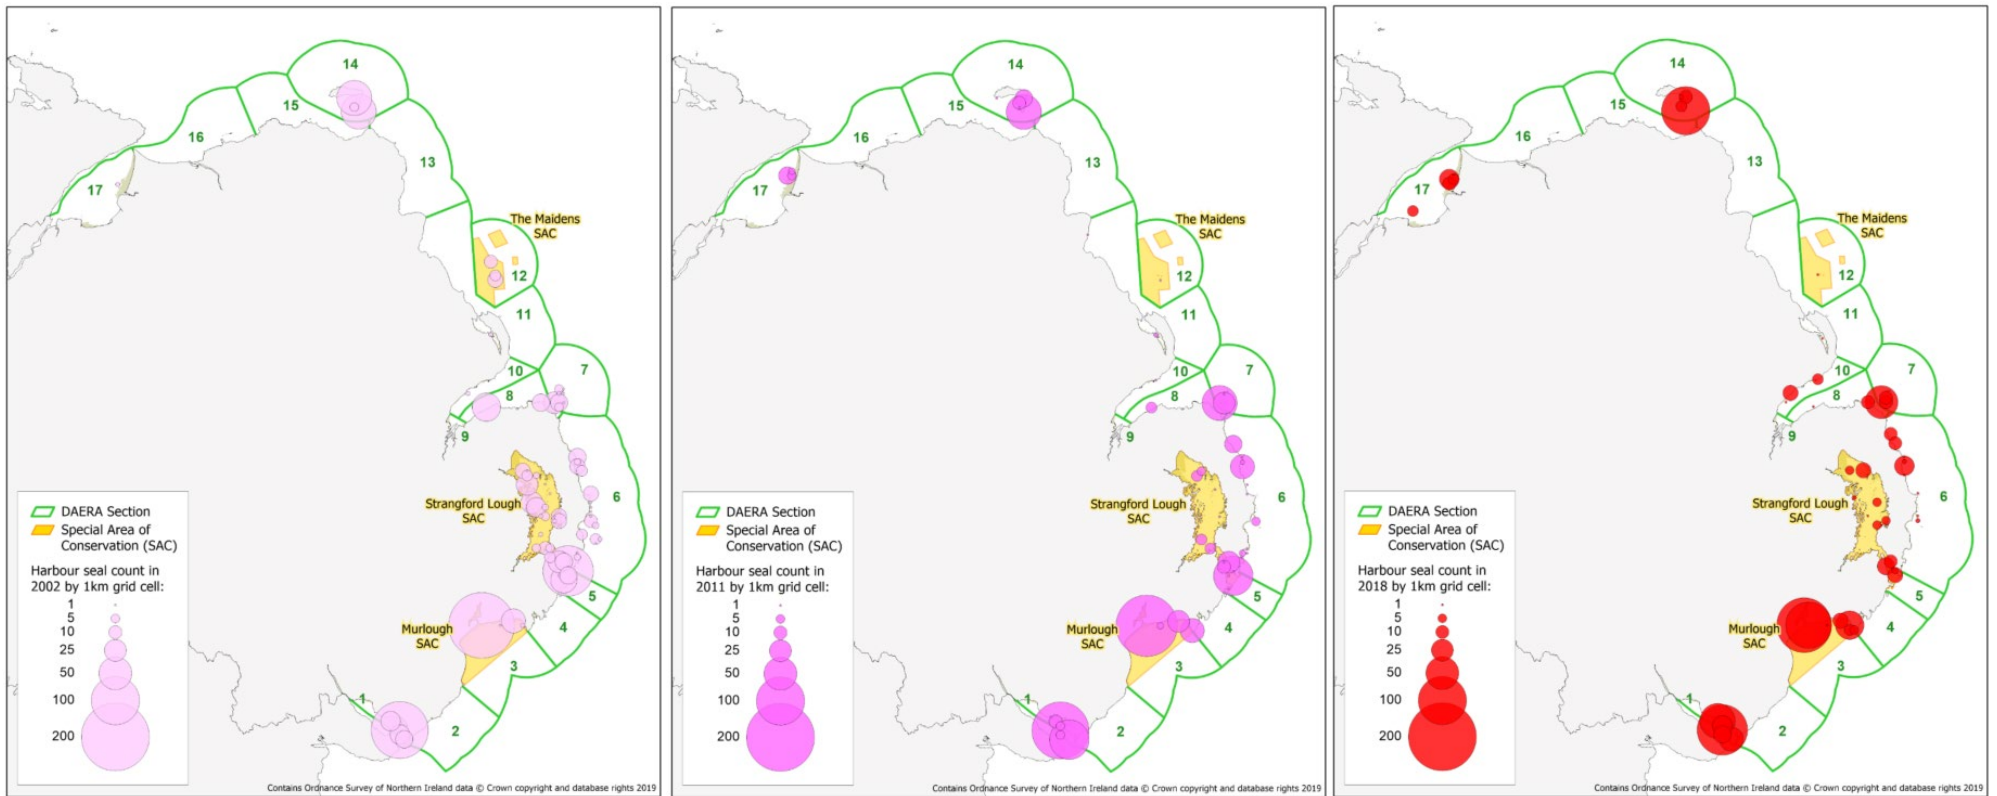 14
15
16
13
17
The Maidens
SAC
12
11
10
7
8
9
Strangford Lough
SAC
6
5
Murlough
SAC
4
3
1
2
DAERA Section
Special Area of
Conservation (SAC)
Harbour seal count in
2002 by 1km grid cell:
1
5
10
25
50
100
200
Contains Ordnance Survey of Northern Ireland data © Crown copyright and database rights 2019
14
15
16
13
17
The Maidens
SAC
12
11
10
7
8
9
Strangford Lough
SAC
6
5
Murlough
SAC
4
3
1
2
DAERA Section
Special Area of
Conservation (SAC)
Harbour seal count in
2011 by 1km grid cell:
1
5
10
25
50
100
200
Contains Ordnance Survey of Northern Ireland data © Crown copyright and database rights 2019
14
15
16
13
17
The Maidens
SAC
12
11
10
7
8
9
Strangford Lough
SAC
6
5
Murlough
SAC
4
3
1
2
DAERA Section
Special Area of
Conservation (SAC)
Harbour seal count in
2018 by 1km grid cell:
1
5
10
25
50
100
200
Contains Ordnance Survey of Northern Ireland data © Crown copyright and database rights 2019